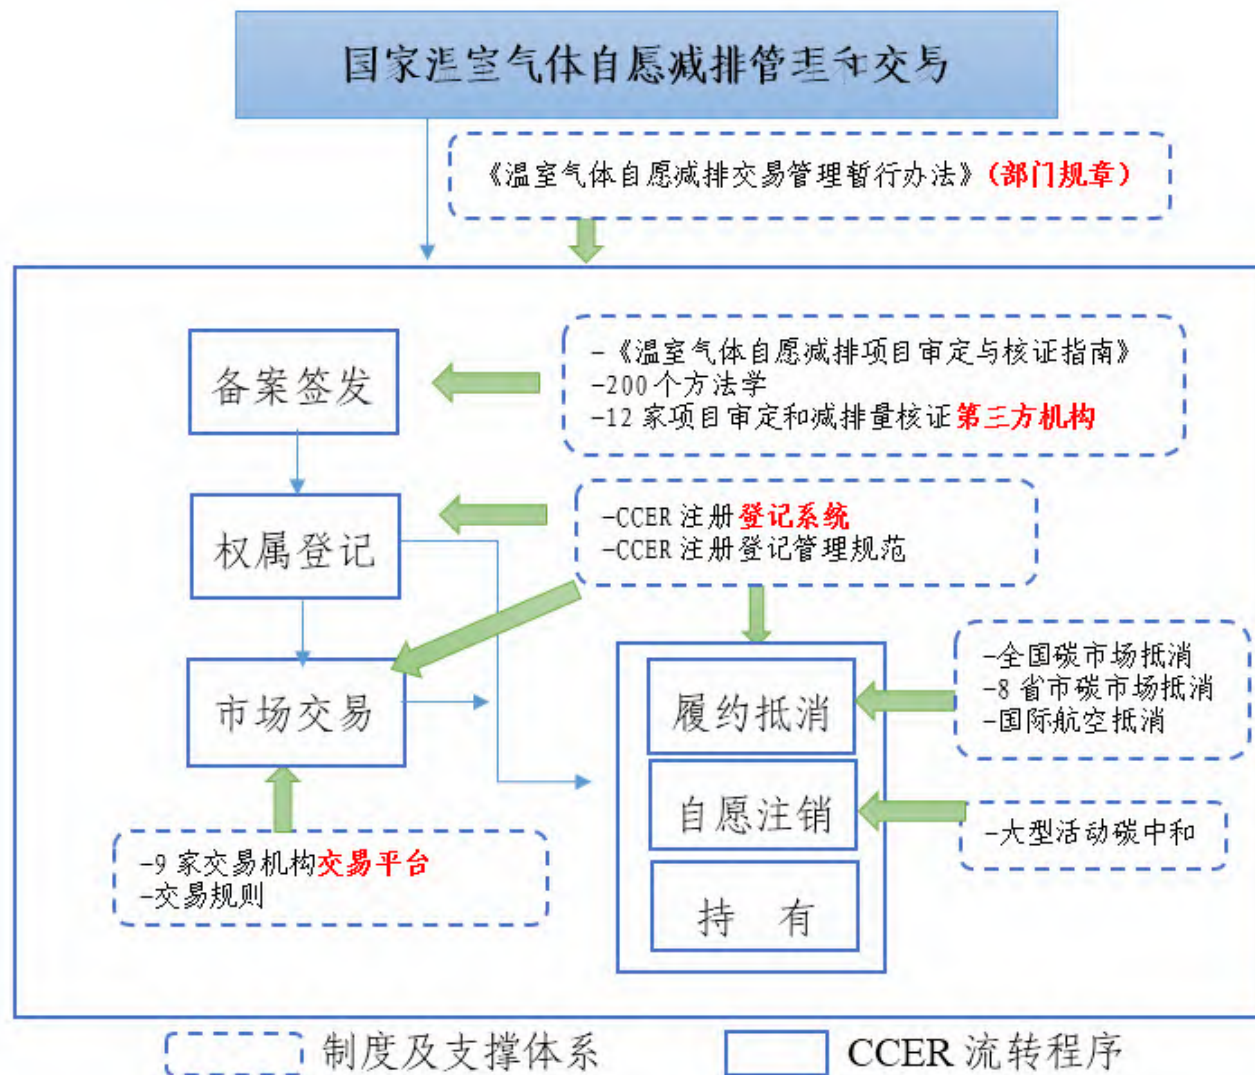 国家温室气体自愿减排管理和交易
《温室气体自愿减排交易管理暂行办法》（部门规章）
备案签发
-《温室气体自愿减排项目审定与核证指南》
-200个方法学
-12家项目审定和减排量核证第三方机构
权属登记
-CCER注册登记系统
-CCER注册登记管理规范
市场交易
-9家交易机构交易平台
-交易规则
履约抵消
-全国碳市场抵消
-8省市碳市场抵消
-国际航空抵消
自愿注销
-大型活动碳中和
持 有
制度及支撑体系
CCER 流转程序